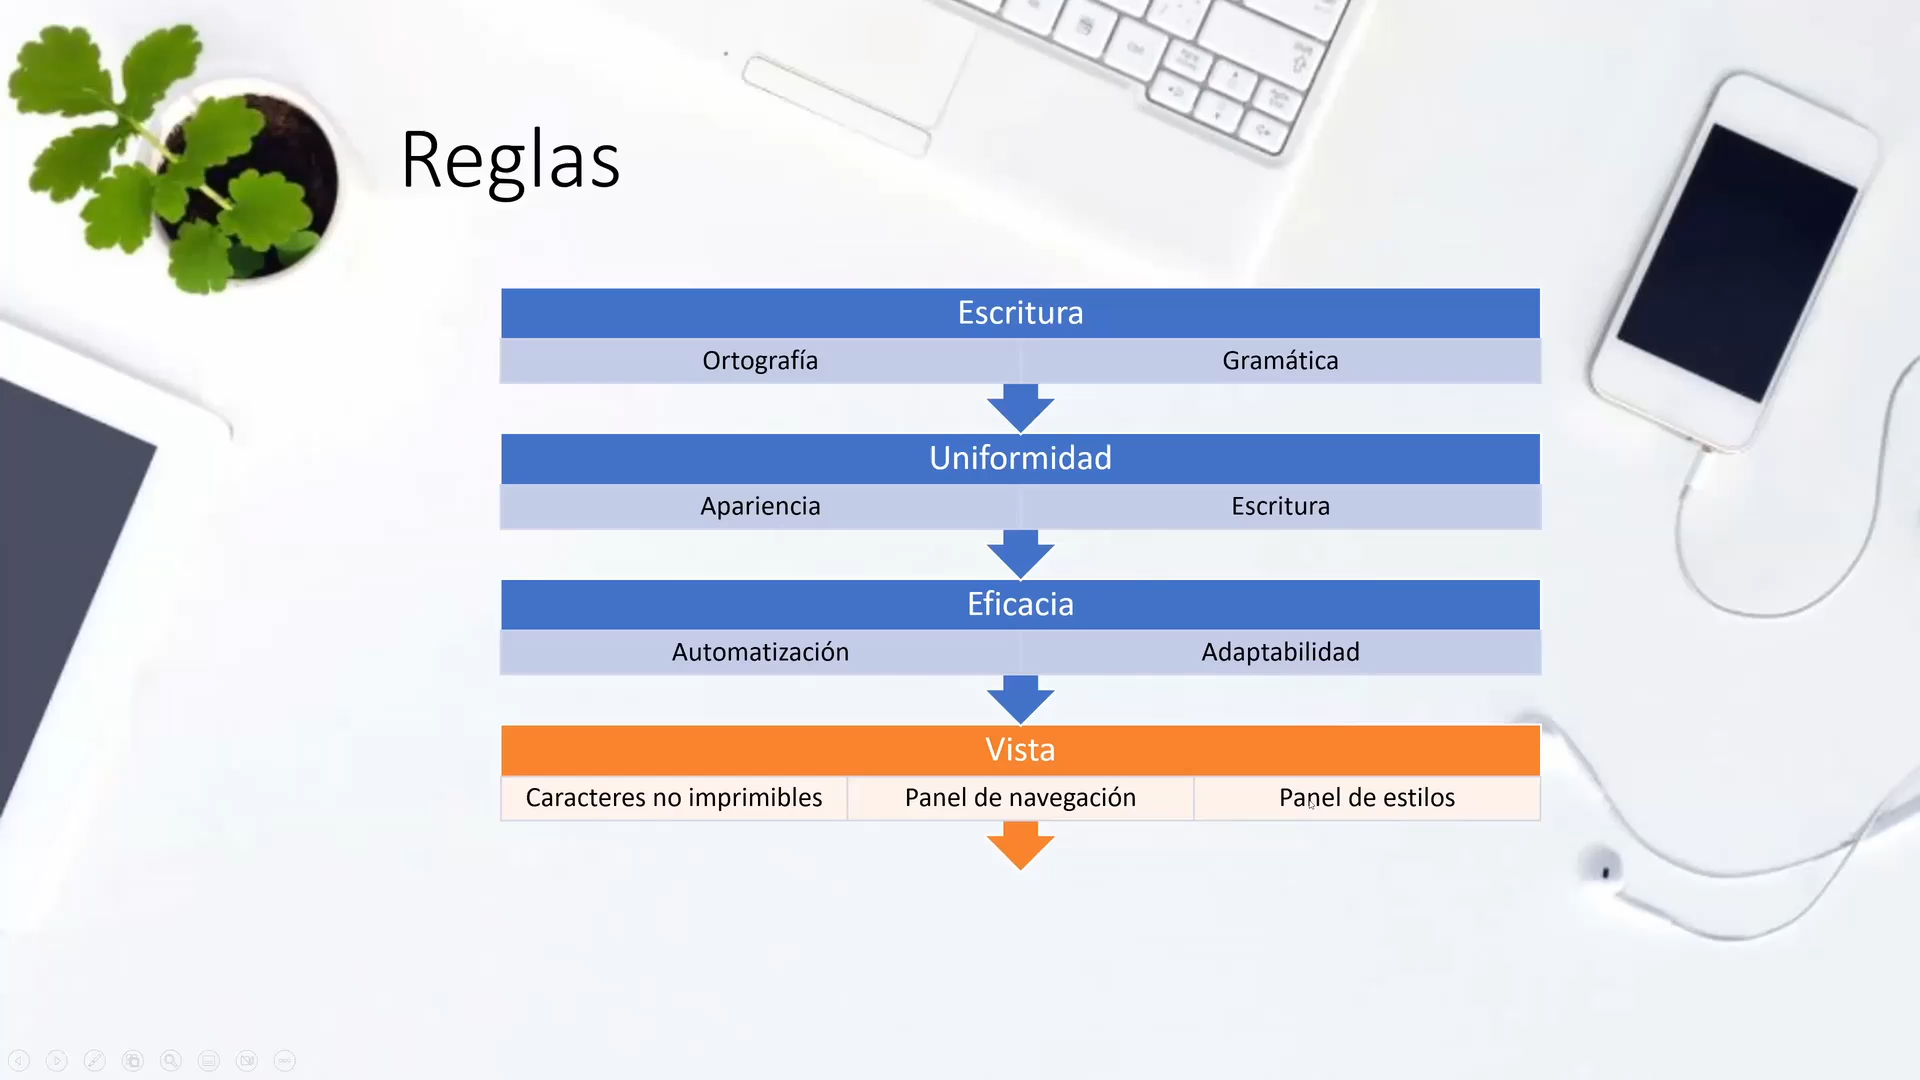 Reglas
Escritura
Ortografía Gramática
Uniformidad
Apariencia Escritura
Eficacia
Automatización Adaptabilidad
Vista
Caracteres no imprimibles Panel de navegación Panel de estilos